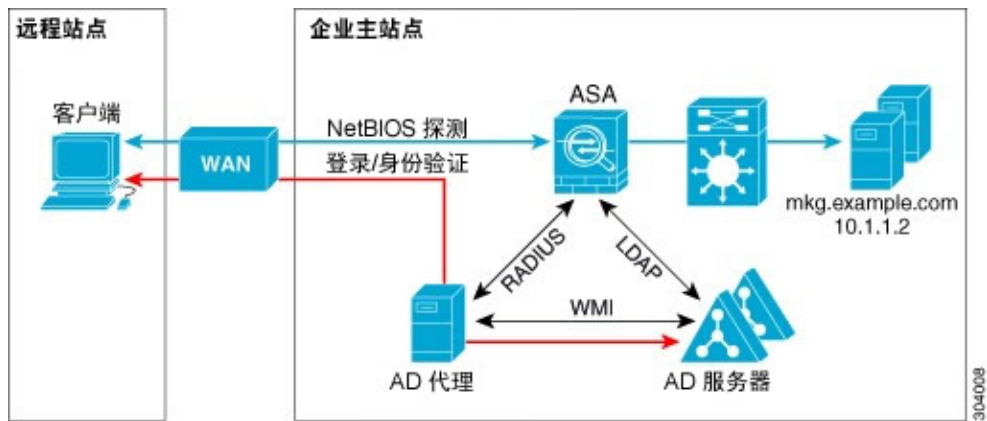 远程站点
企业主站点
客户端
WAN
NetBIOS 探测
登录/身份验证
ASA
mkg.example.com
10.1.1.2
RADIUS
LDAP
WMI
AD 代理
AD 服务器
304008